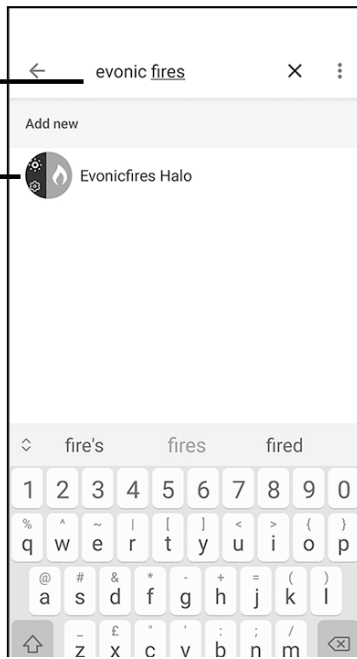 evonic fires
Add new
Evonicfires Halo
fire's fires fired
1 2 3 4 5 6 7 8 9 0
% ^ ~ | [ ] < > { }
q w e r t y u i o p
@ # & * - + = ( )
a s d f g h j k l
_ £ " ' : ; /
z x c v b n m